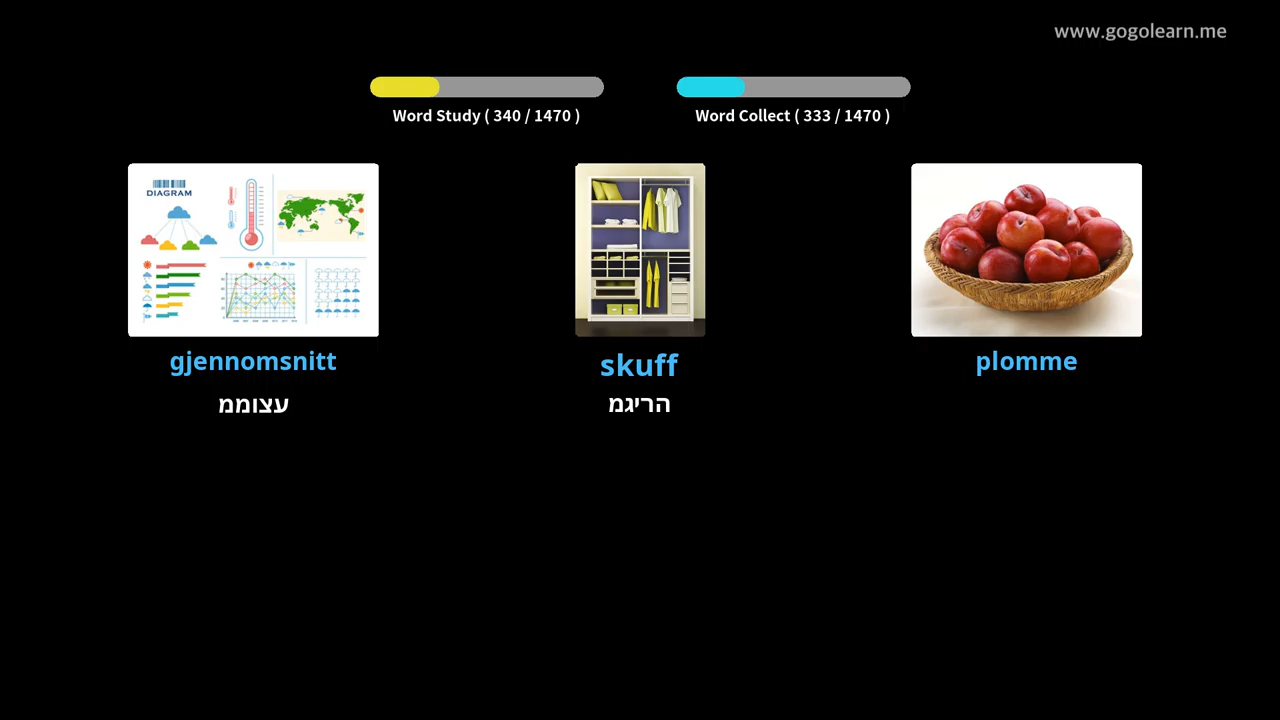 www.gogolearn.me
Word Study ( 340 / 1470 )
Word Collect ( 333 / 1470 )
DIAGRAM
gjennomsnitt
עצוממ
skuff
הריגמ
plomme